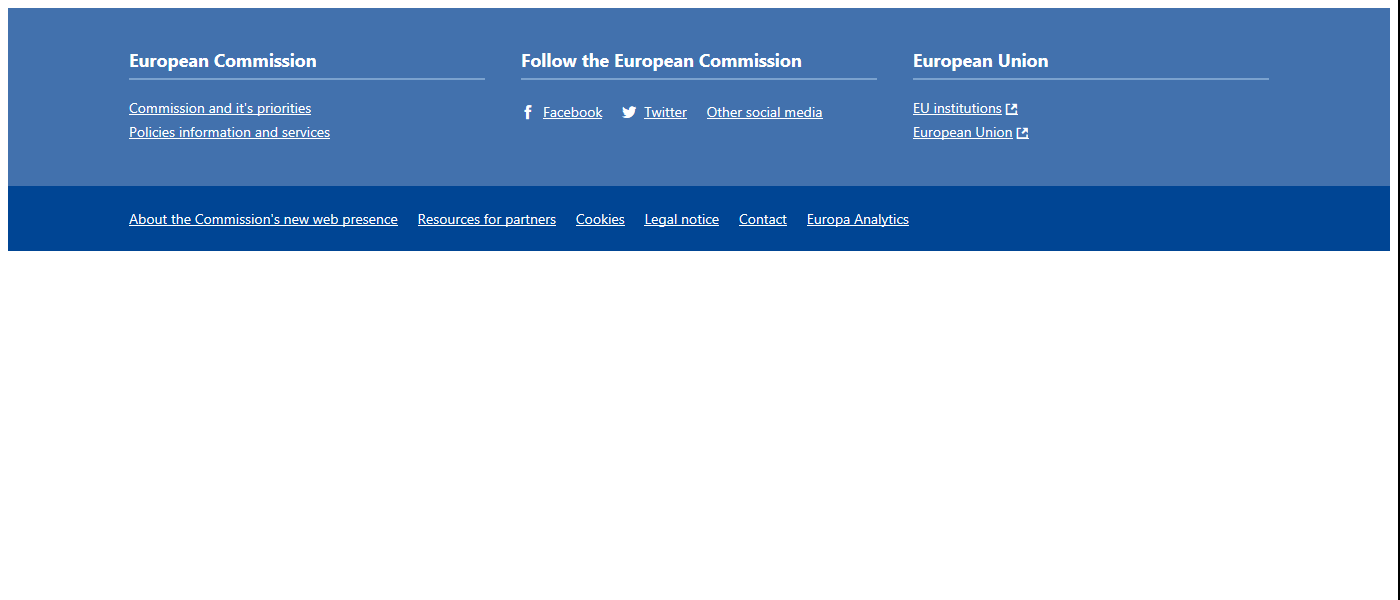 European Commission
Commission and it's priorities
Policies information and services
Follow the European Commission
Facebook Twitter Other social media
European Union
EU institutions
European Union
About the Commission's new web presence Resources for partners Cookies Legal notice Contact Europa Analytics